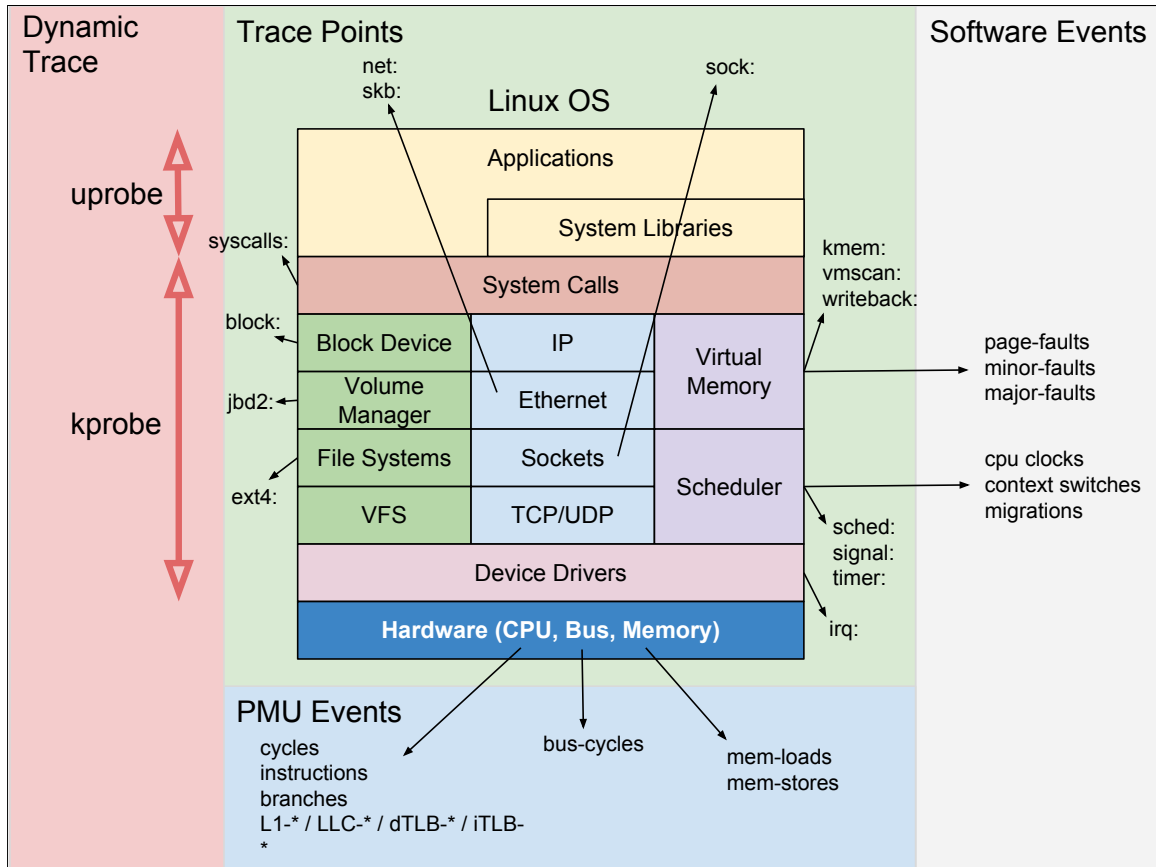 Dynamic
Trace
Trace Points
Software Events
net:
skb:
sock:
Linux OS
Applications
uprobe
System Libraries
syscalls:
kmem:
vmscan:
writeback:
System Calls
block:
Block Device
IP
Virtual
Memory
page-faults
minor-faults
major-faults
jbd2:
Volume
Manager
Ethernet
kprobe
File Systems
Sockets
Scheduler
cpu clocks
context switches
migrations
ext4:
VFS
TCP/UDP
sched:
signal:
timer:
Device Drivers
irq:
Hardware (CPU, Bus, Memory)
PMU Events
cycles
instructions
branches
L1-* / LLC-* / dTLB-* / iTLB-
*
bus-cycles
mem-loads
mem-stores